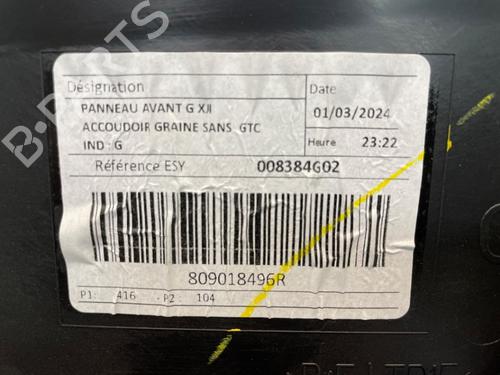 Désignation
Date
PANNEAU AVANT G XJI
ACCOUDOIR GRAINE SANS GTC
IND : G
01/03/2024
Heure 23:22
Référence ESY 008384G02
809018496R
P1: 416 P2: 104
B-PARTS